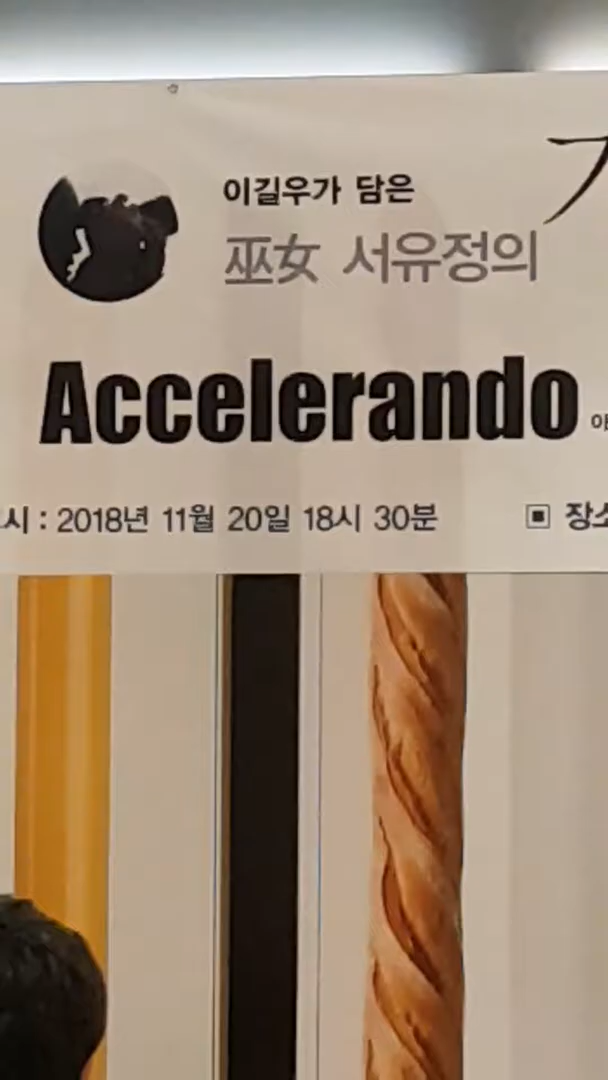 이길우가 담은
巫女 서유정의
Accelerando
시 : 2018년 11월 20일 18시 30분 ▣ 장소